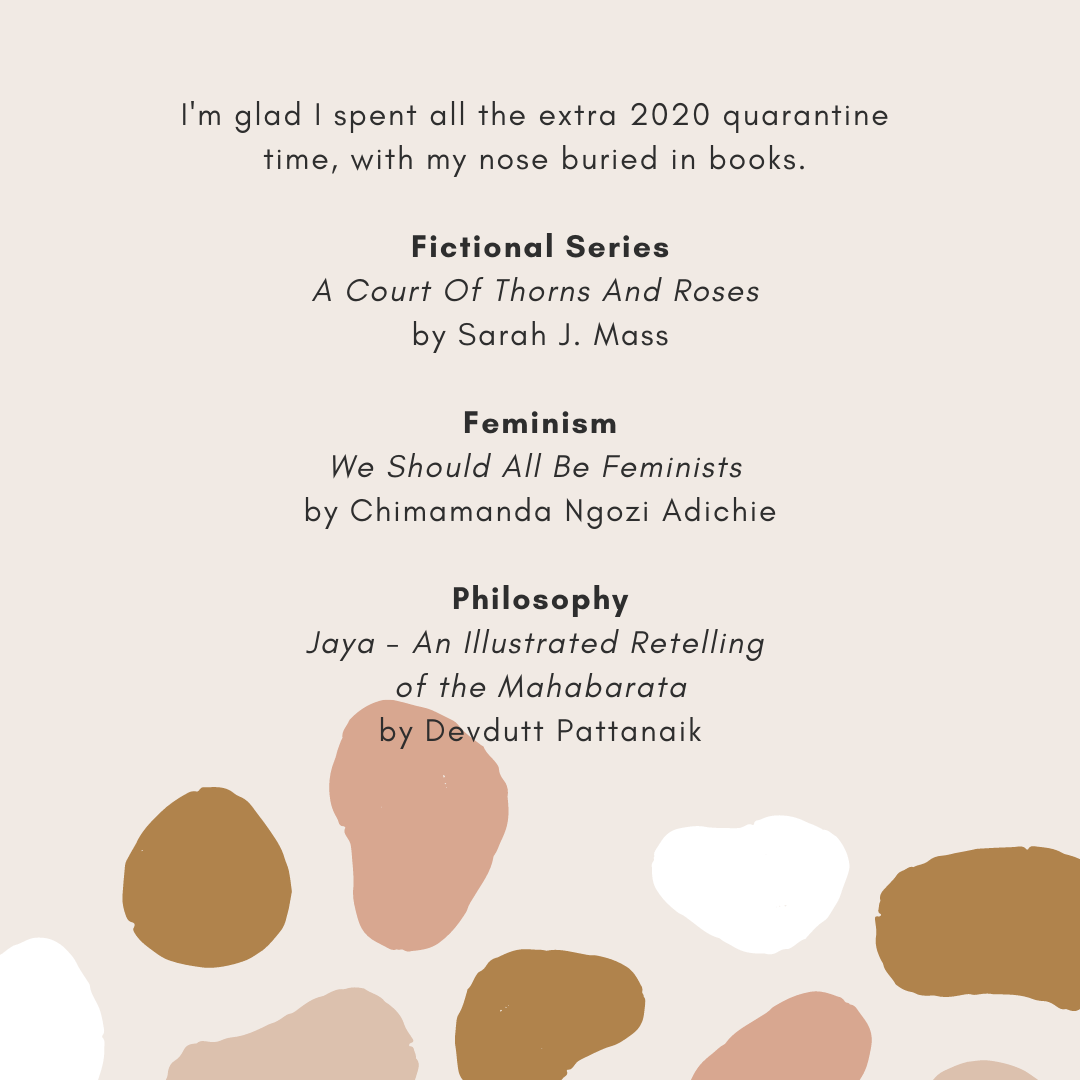 I'm glad I spent all the extra 2020 quarantine
time, with my nose buried in books.
Fictional Series
A Court Of Thorns And Roses
by Sarah J. Mass
Feminism
We Should All Be Feminists
by Chimamanda Ngozi Adichie
Philosophy
Jaya - An Illustrated Retelling
of the Mahabarata
by Devdutt Pattanaik